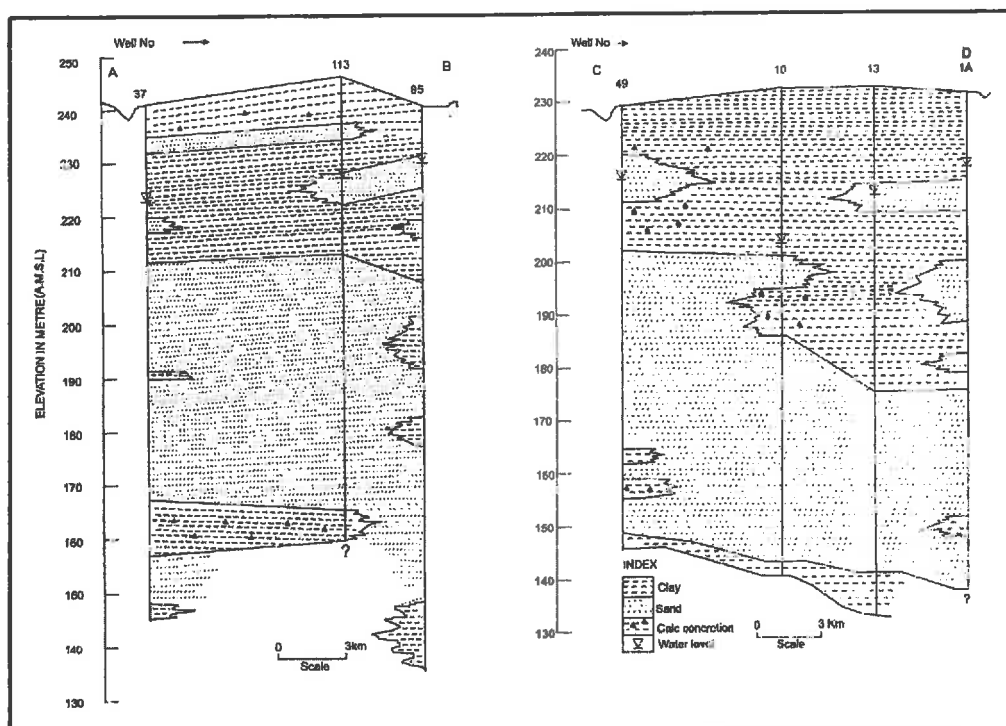 Well No
A
37
113
B
85
250
240
230
220
210
200
190
180
170
160
150
140
130
ELEVATION IN METRE (A.M.S.L)
?
0
3km
Scale
Well No
C
49
10
13
D
1A
240
230
220
210
200
190
180
170
160
150
140
130
?
INDEX
Clay
Sand
Calc concretion
Water level
0
3 Km
Scale